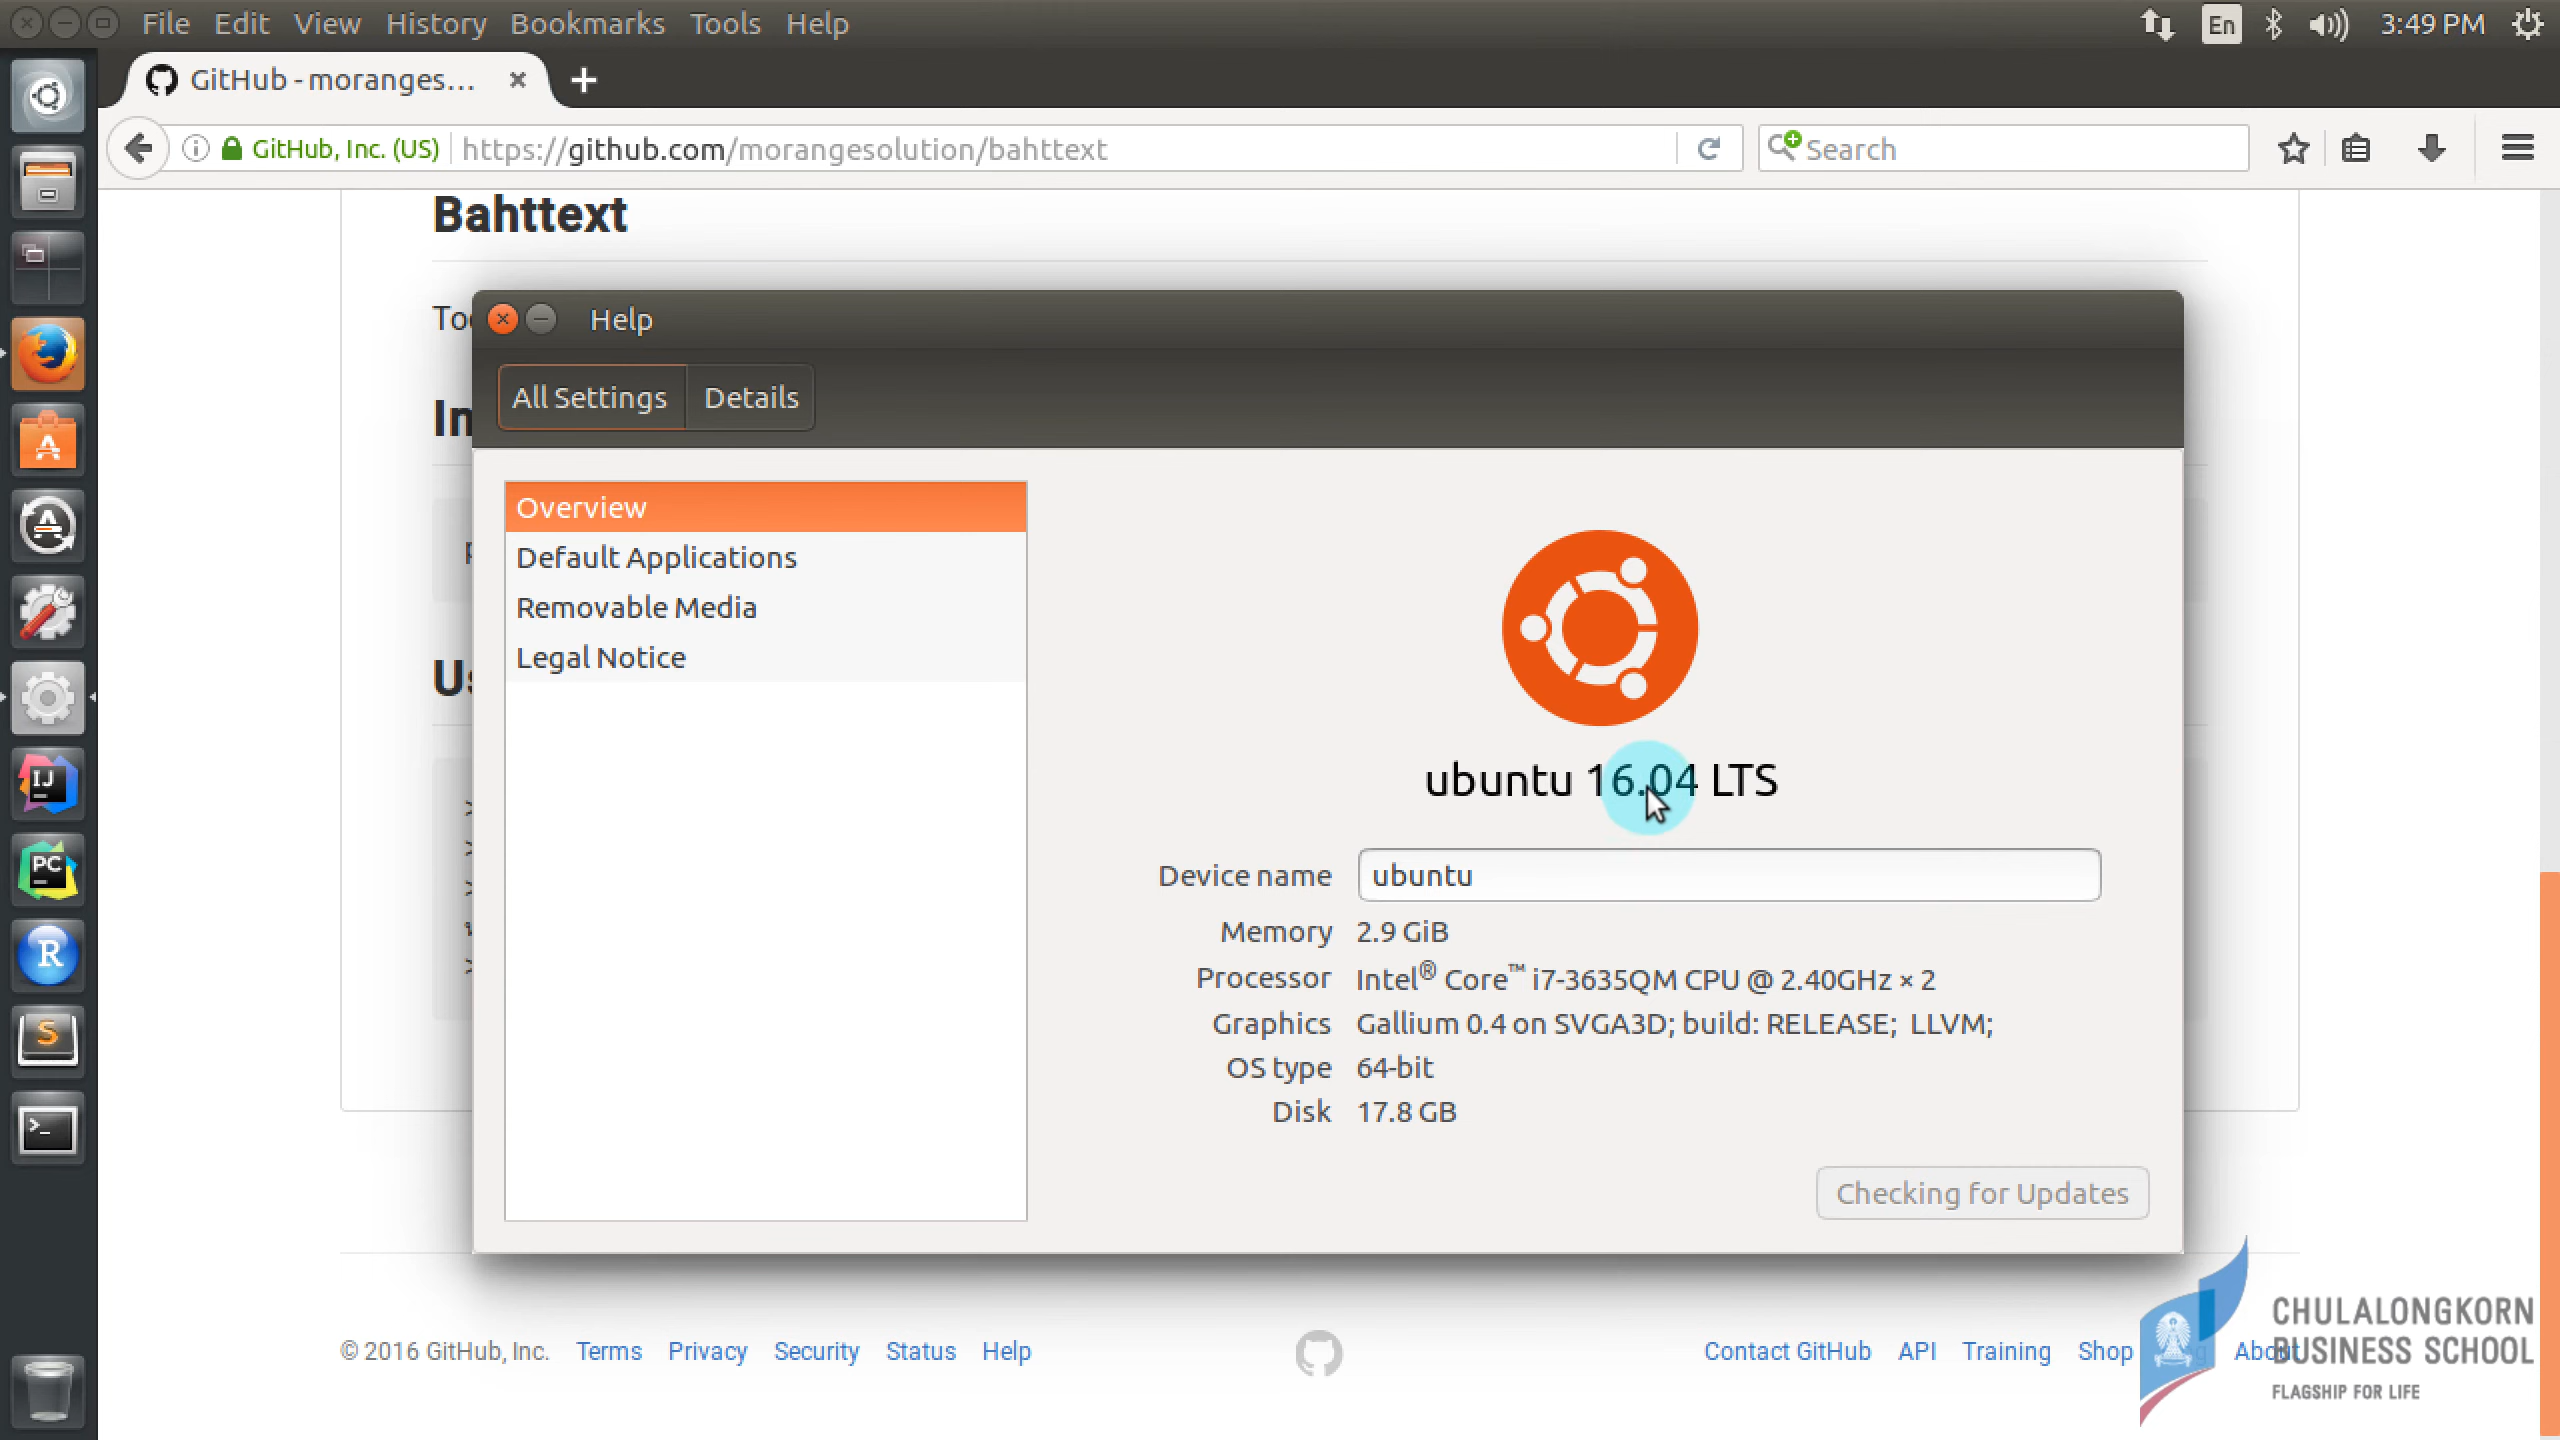 File Edit View History Bookmarks Tools Help
En
3:49 PM
GitHub - moranges...
GitHub, Inc. (US)
https://github.com/morangesolution/bahttext
Search
Bahttext
Help
All Settings
Details
Overview
Default Applications
Removable Media
Legal Notice
ubuntu 16.04 LTS
Device name ubuntu
Memory 2.9 GiB
Processor Intel® Core™ i7-3635QM CPU @ 2.40GHz × 2
Graphics Gallium 0.4 on SVGA3D; build: RELEASE; LLVM;
OS type 64-bit
Disk 17.8 GB
Checking for Updates
IJ
PC
R
S
>_
© 2016 GitHub, Inc. Terms Privacy Security Status Help
Contact GitHub API Training Shop About
CHULALONGKORN
BUSINESS SCHOOL
FLAGSHIP FOR LIFE